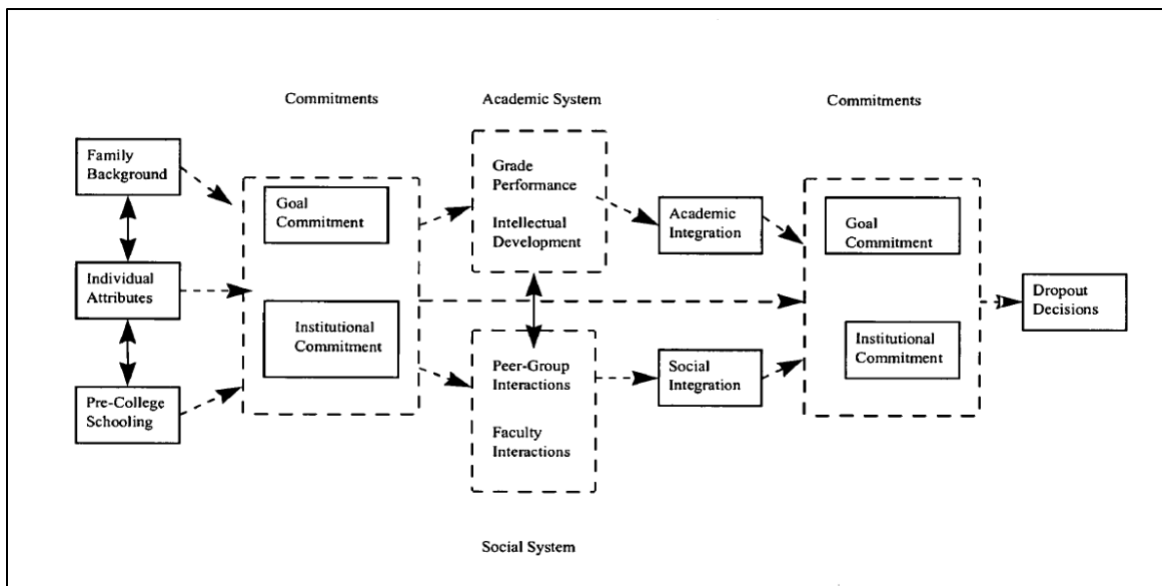 Commitments
Academic System
Commitments
Family
Background
Individual
Attributes
Pre-College
Schooling
Goal
Commitment
Institutional
Commitment
Grade
Performance
Intellectual
Development
Peer-Group
Interactions
Faculty
Interactions
Academic
Integration
Social
Integration
Goal
Commitment
Institutional
Commitment
Dropout
Decisions
Social System